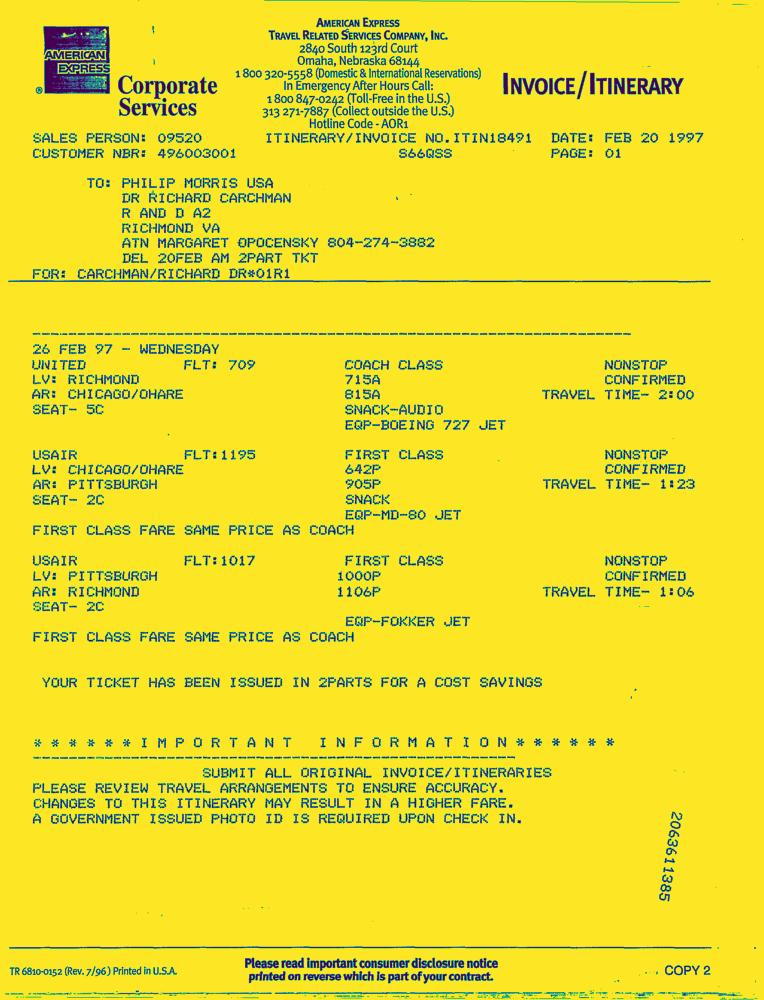 AMERICAN EXPRESS
TRAVEL RELATED SERVICES COMPANY, INC.
2840 South 123rd Court
Omaha, Nebraska 68144
1 800 320-5558 (Domestic & International Reservations)
In Emergency After Hours Call:
1 800 847-0242 (Toll-Free in the U.S.)
313 271-7887 (Collect outside the U.S.)
Hotline Code - AOR1
AMERICAN
EXPRESS
®
Corporate
Services
INVOICE/ITINERARY
SALES PERSON: 09520 ITINERARY/INVOICE NO. ITIN18491 DATE: FEB 20 1997
CUSTOMER NBR: 496003001 S66QSS PAGE: 01
TO: PHILIP MORRIS USA
DR RICHARD CARCHMAN
R AND D A2
RICHMOND VA
ATN MARGARET OPOCENSKY 804-274-3882
DEL 20FEB AM 2PART TKT
FOR: CARCHMAN/RICHARD DR*01R1
26 FEB 97 - WEDNESDAY
UNITED FLT: 709 COACH CLASS NONSTOP
LV: RICHMOND 715A CONFIRMED
AR: CHICAGO/OHARE 815A TRAVEL TIME- 2:00
SEAT- 5C SNACK-AUDIO
EQP-BOEING 727 JET
USAIR FLT:1195 FIRST CLASS NONSTOP
LV: CHICAGO/OHARE 642P CONFIRMED
AR: PITTSBURGH 905P TRAVEL TIME- 1:23
SEAT- 2C SNACK
EQP-MD-80 JET
FIRST CLASS FARE SAME PRICE AS COACH
USAIR FLT:1017 FIRST CLASS NONSTOP
LV: PITTSBURGH 1000P CONFIRMED
AR: RICHMOND 1106P TRAVEL TIME- 1:06
SEAT- 2C
EQP-FOKKER JET
FIRST CLASS FARE SAME PRICE AS COACH
YOUR TICKET HAS BEEN ISSUED IN 2PARTS FOR A COST SAVINGS
* * * * * * I M P O R T A N T I N F O R M A T I O N * * * * * *
SUBMIT ALL ORIGINAL INVOICE/ITINERARIES
PLEASE REVIEW TRAVEL ARRANGEMENTS TO ENSURE ACCURACY.
CHANGES TO THIS ITINERARY MAY RESULT IN A HIGHER FARE.
A GOVERNMENT ISSUED PHOTO ID IS REQUIRED UPON CHECK IN.
2063611385
TR 6810-0152 (Rev. 7/96) Printed in U.S.A.
Please read important consumer disclosure notice
printed on reverse which is part of your contract.
COPY 2